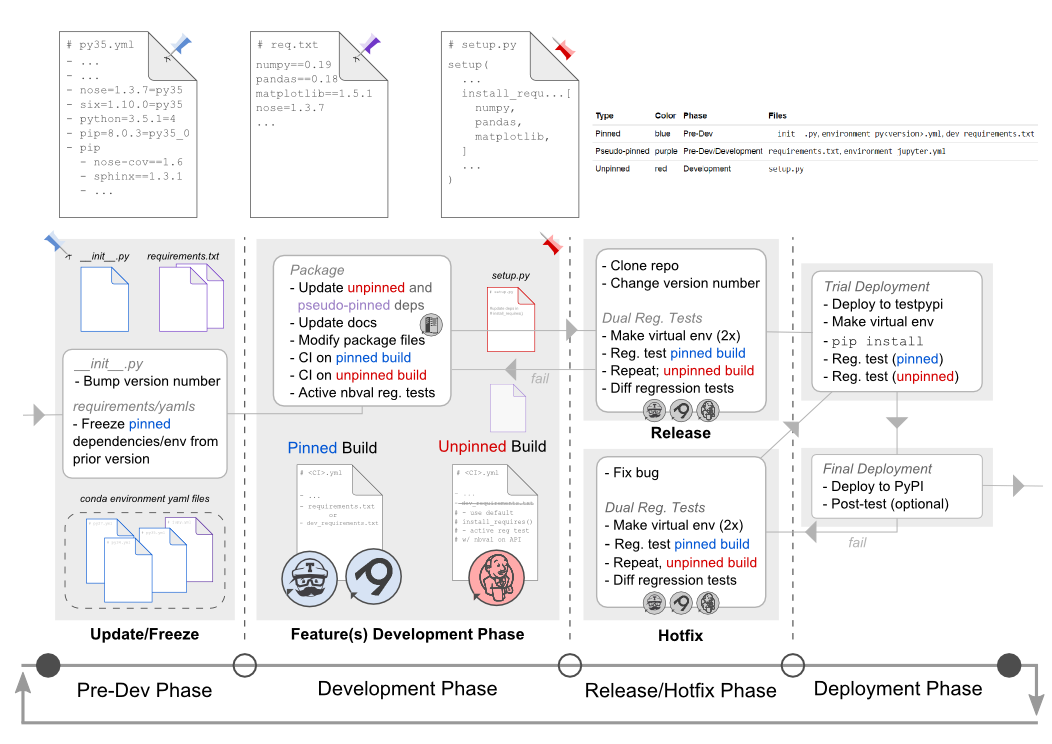 # py35.yml
- ...
- ...
- nose=1.3.7=py35
- six=1.10.0=py35
- python=3.5.1=4
- pip=8.0.3=py35_0
- pip
- nose-cov==1.6
- sphinx==1.3.1
- ...
# req.txt
numpy==0.19
pandas==0.18
matplotlib==1.5.1
nose=1.3.7
...
# setup.py
setup(
...
install_requ...[
numpy,
pandas,
matplotlib,
]
...
)
Type Color Phase Files
Pinned blue Pre-Dev init .py, environment py<version>.yml, dev requirements.txt
Pseudo-pinned purple Pre-Dev/Development requirements.txt, environment jupyter.yml
Unpinned red Development setup.py
__init__.py
requirements.txt
__init__.py
- Bump version number
requirements/yamls
- Freeze pinned
dependencies/env from
prior version
conda environment yaml files
Update/Freeze
Package
- Update unpinned and
pseudo-pinned deps
- Update docs
- Modify package files
- CI on pinned build
- CI on unpinned build
- Active nbval reg. tests
setup.py
fail
Pinned Build
# <CI>.yml
- ...
- requirements.txt
or
- dev_requirements.txt
Unpinned Build
# <CI>.yml
- ...
- dev_requirements.txt
# - use default
# install_requires()
# - active reg test
# w/ nbval on API
Feature(s) Development Phase
- Clone repo
- Change version number
Dual Reg. Tests
- Make virtual env (2x)
- Reg. test pinned build
- Repeat; unpinned build
- Diff regression tests
Release
- Fix bug
Dual Reg. Tests
- Make virtual env (2x)
- Reg. test pinned build
- Repeat, unpinned build
- Diff regression tests
Hotfix
Trial Deployment
- Deploy to testpypi
- Make virtual env
- pip install
- Reg. test (pinned)
- Reg. test (unpinned)
Final Deployment
- Deploy to PyPI
- Post-test (optional)
fail
Pre-Dev Phase
Development Phase
Release/Hotfix Phase
Deployment Phase